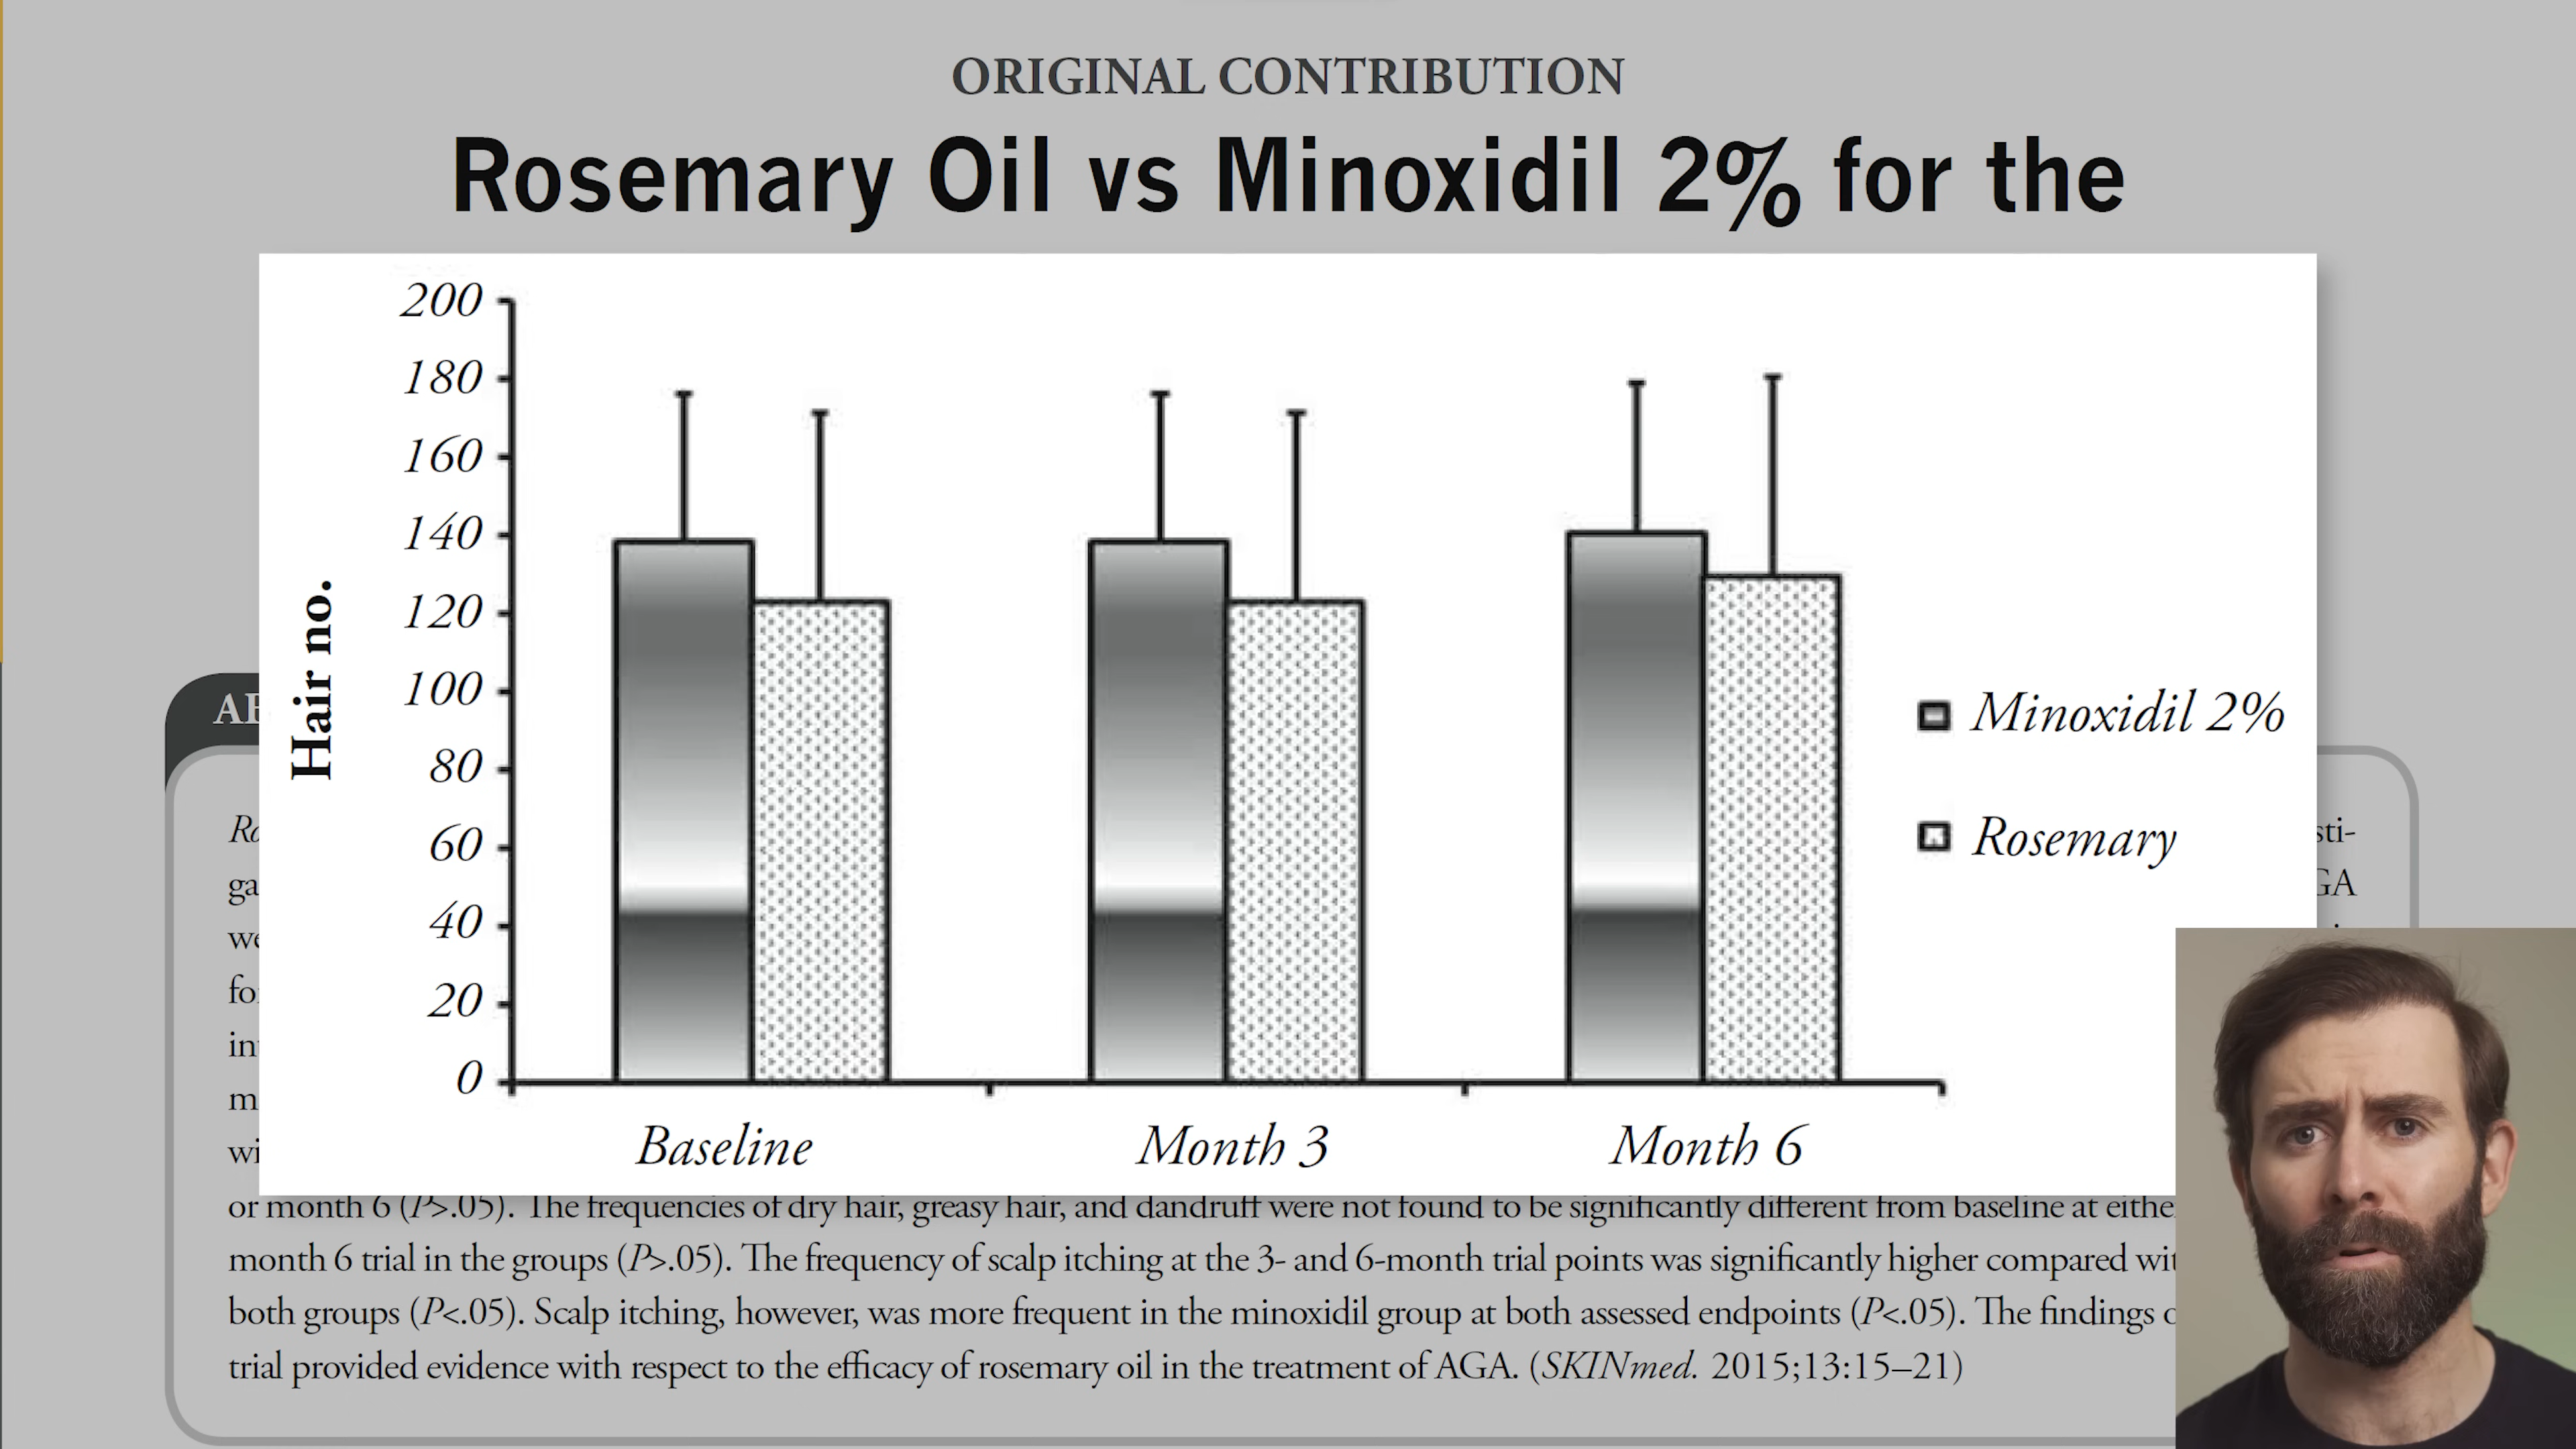 ORIGINAL CONTRIBUTION
Rosemary Oil vs Minoxidil 2% for the
200
180
160
140
120
100
80
60
40
20
0
Hair no.
Baseline
Month 3
Month 6
Minoxidil 2%
Rosemary
or month 6 (P>.05). The frequencies of dry hair, greasy hair, and dandruff were not found to be significantly different from baseline at
month 6 trial in the groups (P>.05). The frequency of scalp itching at the 3- and 6-month trial points was significantly higher compared
both groups (P<.05). Scalp itching, however, was more frequent in the minoxidil group at both assessed endpoints (P<.05). The findings
trial provided evidence with respect to the efficacy of rosemary oil in the treatment of AGA. (SKINmed. 2015;13:15–21)